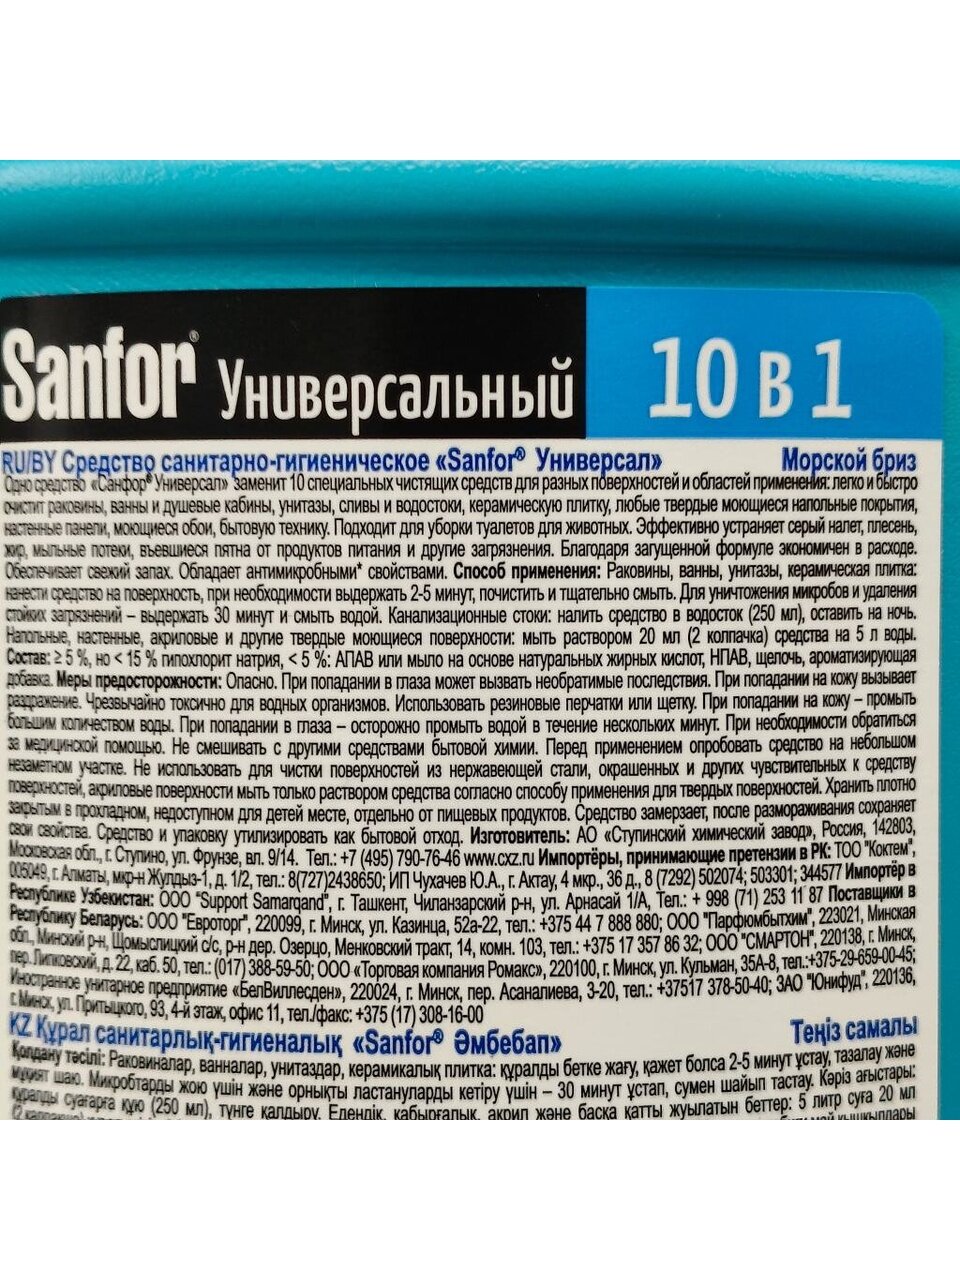 Sanfor® Универсальный 10 в 1
RU/BY Средство санитарно-гигиеническое «Sanfor® Универсал» Морской бриз
Одно средство «Санфор® Универсал» заменит 10 специальных чистящих средств для разных поверхностей и областей применения: легко и быстро
очистит раковины, ванны и душевые кабины, унитазы, сливы и водостоки, керамическую плитку, любые твердые моющиеся напольные покрытия,
настенные панели, моющиеся обои, бытовую технику. Подходит для уборки туалетов для животных. Эффективно устраняет серый налет, плесень,
жир, мыльные потеки, въевшиеся пятна от продуктов питания и другие загрязнения. Благодаря загущенной формуле экономичен в расходе.
Обеспечивает свежий запах. Обладает антимикробными* свойствами. Способ применения: Раковины, ванны, унитазы, керамическая плитка:
нанести средство на поверхность, при необходимости выдержать 2-5 минут, почистить и тщательно смыть. Для уничтожения микробов и удаления
стойких загрязнений – выдержать 30 минут и смыть водой. Канализационные стоки: налить средство в водосток (250 мл), оставить на ночь.
Напольные, настенные, акриловые и другие твердые моющиеся поверхности: мыть раствором 20 мл (2 колпачка) средства на 5 л воды.
Состав: ≥ 5 %, но < 15 % гипохлорит натрия, < 5 %: АПАВ или мыло на основе натуральных жирных кислот, НПАВ, щелочь, ароматизирующая
добавка. Меры предосторожности: Опасно. При попадании в глаза может вызвать необратимые последствия. При попадании на кожу вызывает
раздражение. Чрезвычайно токсично для водных организмов. Использовать резиновые перчатки или щетку. При попадании на кожу – промыть
большим количеством воды. При попадании в глаза – осторожно промыть водой в течение нескольких минут. При необходимости обратиться
за медицинской помощью. Не смешивать с другими средствами бытовой химии. Перед применением опробовать средство на небольшом
незаметном участке. Не использовать для чистки поверхностей из нержавеющей стали, окрашенных и других чувствительных к средству
поверхностей, акриловые поверхности мыть только раствором средства согласно способу применения для твердых поверхностей. Хранить плотно
закрытым в прохладном, недоступном для детей месте, отдельно от пищевых продуктов. Средство замерзает, после размораживания сохраняет
свои свойства. Средство и упаковку утилизировать как бытовой отход. Изготовитель: АО «Ступинский химический завод», Россия, 142803,
Московская обл., г. Ступино, ул. Фрунзе, вл. 9/14. Тел.: +7 (495) 790-76-46 www.cxz.ru Импортёры, принимающие претензии в РК: ТОО "Коктем",
005049, г. Алматы, мкр-н Жулдыз-1, д. 1/2, тел.: 8(727)2438650; ИП Чухачев Ю.А., г. Актау, 4 мкр., 36 д., 8 (7292) 502074; 503301; 344577 Импортёр в
Республике Узбекистан: ООО "Support Samarqand", г. Ташкент, Чиланзарский р-н, ул. Арнасай 1/А, Тел.: + 998 (71) 253 11 87 Поставщики в
Республику Беларусь: ООО "Евроторг", 220099, г. Минск, ул. Казинца, 52а-22, тел.: +375 44 7 888 880; ООО "Парфюмбытхим", 223021, Минская
обл., Минский р-н, Щомыслицкий с/с, р-н дер. Озерцо, Менковский тракт, 14, комн. 103, тел.: +375 17 357 86 32; ООО "СМАРТОН", 220138, г. Минск,
пер. Липковский, д. 22, каб. 50, тел.: (017) 388-59-50; ООО «Торговая компания Ромакс», 220100, г. Минск, ул. Кульман, 35А-8, тел.:+375-29-659-00-45;
Иностранное унитарное предприятие «БелВиллесден», 220024, г. Минск, пер. Асаналиева, 3-20, тел.: +37517 378-50-40; ЗАО "Юнифуд", 220136,
г. Минск, ул. Притыцкого, 93, 4-й этаж, офис 11, тел./факс: +375 (17) 308-16-00
KZ Құрал санитарлық-гигиеналық «Sanfor® Әмбебап» Теңіз самалы
Қолдану тәсілі: Раковиналар, ванналар, унитаздар, керамикалық плитка: құралды бетке жағу, қажет болса 2-5 минут ұстау, тазалау және
мұқият шаю. Микробтарды жою үшін және орнықты ластануларды кетіру үшін – 30 минут ұстап, сумен шайып тастау. Кәріз ағыстары:
құралды суағарға құю (250 мл), түнге қалдыру. Едендік, қабырғалық, акрил және басқа қатты жуылатын беттер: 5 литр суға 20 мл